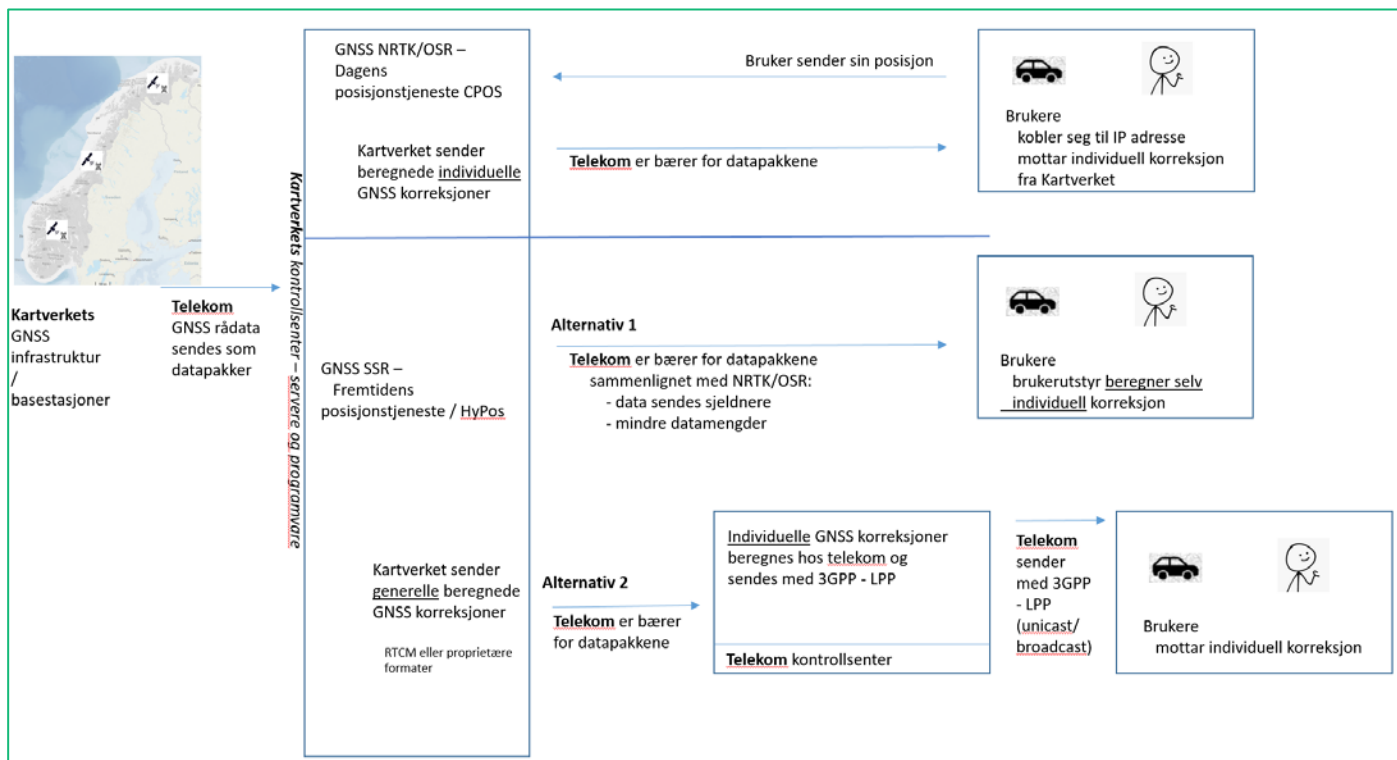 GNSS NRTK/OSR –
Dagens
posisjonstjeneste CPOS
Kartverket sender
beregnede individuelle
GNSS korreksjoner
Bruker sender sin posisjon
Telekom er bærer for datapakkene
Brukere
kobler seg til IP adresse
mottar individuell korreksjon
fra Kartverket
Kartverkets
GNSS
infrastruktur
/
basestasjoner
Telekom
GNSS rådata
sendes som
datapakker
Kartverkets kontrollsenter – servere og programvare
GNSS SSR –
Fremtidens
posisjonstjeneste / HyPos
Alternativ 1
Telekom er bærer for datapakkene
sammenlignet med NRTK/OSR:
- data sendes sjeldnere
- mindre datamengder
Brukere
brukerutstyr beregner selv
individuell korreksjon
Kartverket sender
generelle beregnede
GNSS korreksjoner
RTCM eller proprietære
formater
Alternativ 2
Telekom er bærer
for datapakkene
Individuelle GNSS korreksjoner
beregnes hos telekom og
sendes med 3GPP - LPP
Telekom kontrollsenter
Telekom
sender
med 3GPP
- LPP
(unicast/
broadcast)
Brukere
mottar individuell korreksjon